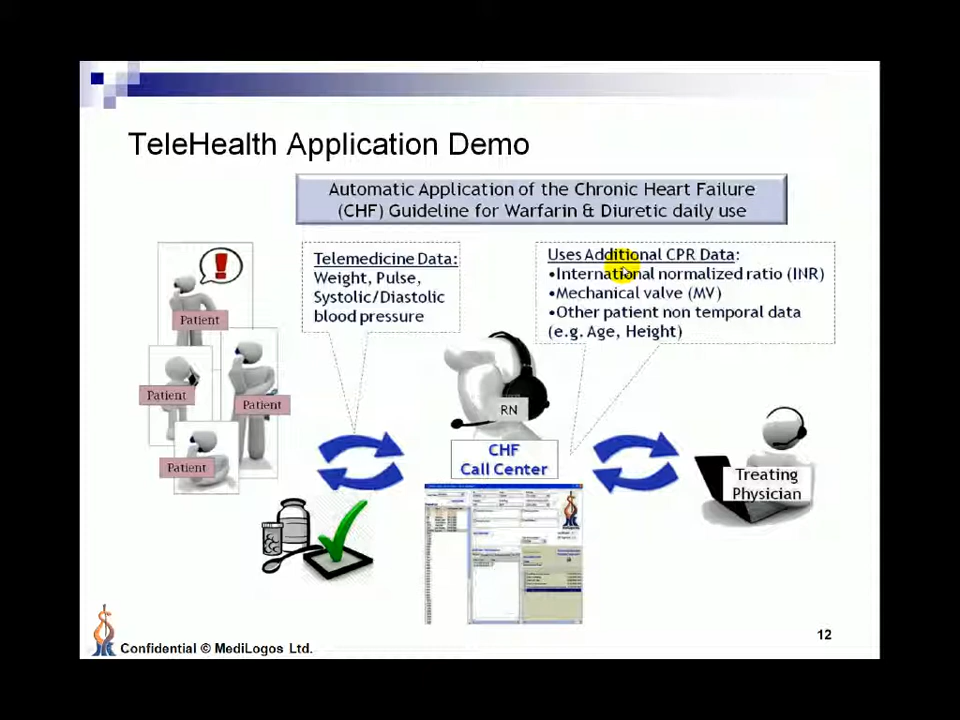 TeleHealth Application Demo
Automatic Application of the Chronic Heart Failure
(CHF) Guideline for Warfarin & Diuretic daily use
Telemedicine Data:
Weight, Pulse,
Systolic/Diastolic
blood pressure
Uses Additional CPR Data:
•International normalized ratio (INR)
•Mechanical valve (MV)
•Other patient non temporal data
(e.g. Age, Height)
Patient
Patient
Patient
Patient
RN
CHF
Call Center
Treating
Physician
Confidential © MediLogos Ltd.
12